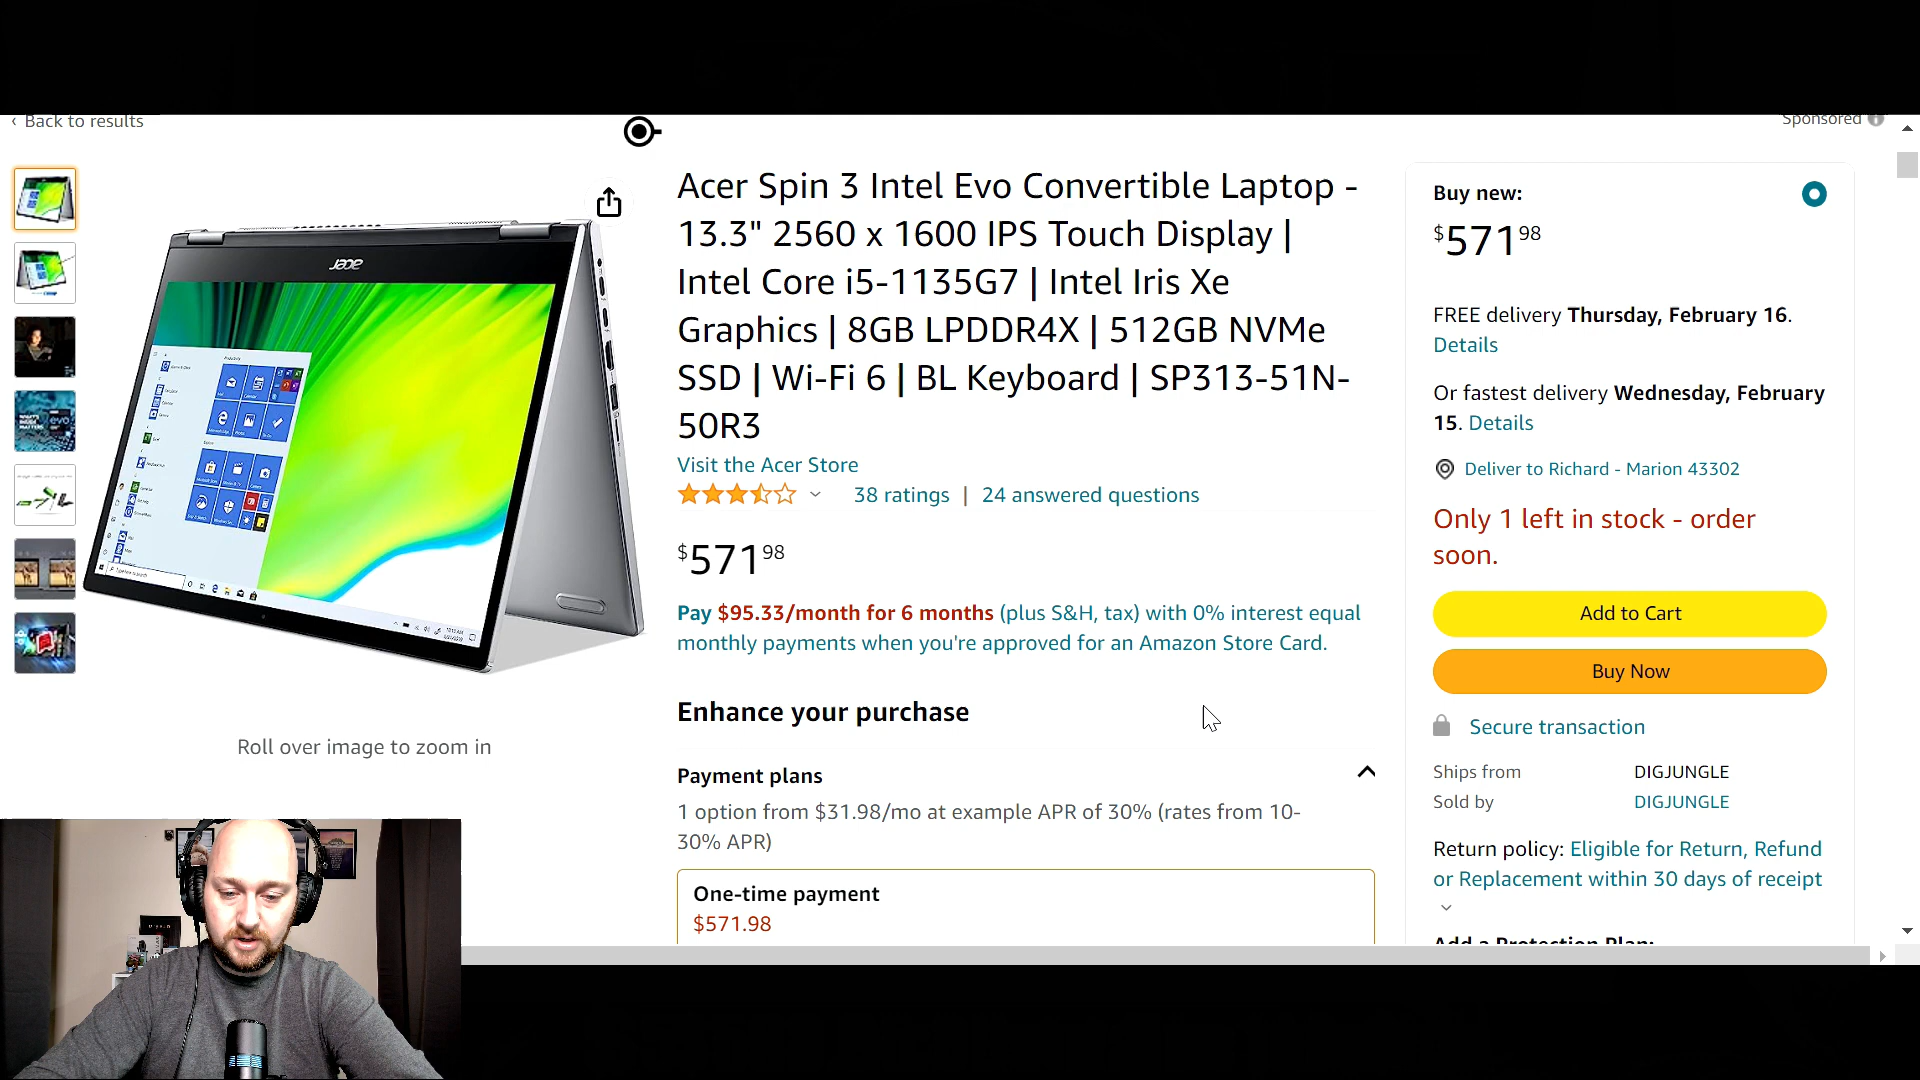 ‹ Back to results
Sponsored
acer
Acer Spin 3 Intel Evo Convertible Laptop -
13.3" 2560 x 1600 IPS Touch Display |
Intel Core i5-1135G7 | Intel Iris Xe
Graphics | 8GB LPDDR4X | 512GB NVMe
SSD | Wi-Fi 6 | BL Keyboard | SP313-51N-
50R3
Visit the Acer Store
38 ratings | 24 answered questions
$571 98
Pay $95.33/month for 6 months (plus S&H, tax) with 0% interest equal
monthly payments when you're approved for an Amazon Store Card.
Enhance your purchase
Payment plans
1 option from $31.98/mo at example APR of 30% (rates from 10-
30% APR)
One-time payment
$571.98
Roll over image to zoom in
Buy new:
$571 98
FREE delivery Thursday, February 16.
Details
Or fastest delivery Wednesday, February
15. Details
Deliver to Richard - Marion 43302
Only 1 left in stock - order
soon.
Add to Cart
Buy Now
Secure transaction
Ships from DIGJUNGLE
Sold by DIGJUNGLE
Return policy: Eligible for Return, Refund
or Replacement within 30 days of receipt
Add a Protection Plan: